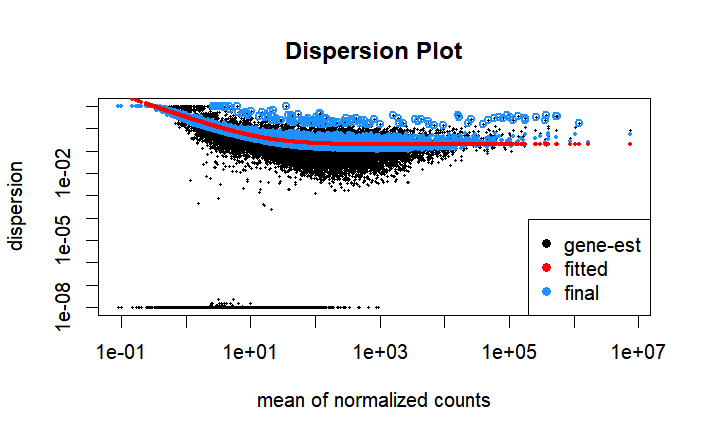 Dispersion Plot
dispersion
1e-02
1e-05
1e-08
gene-est
fitted
final
1e-01 1e+01 1e+03 1e+05 1e+07
mean of normalized counts